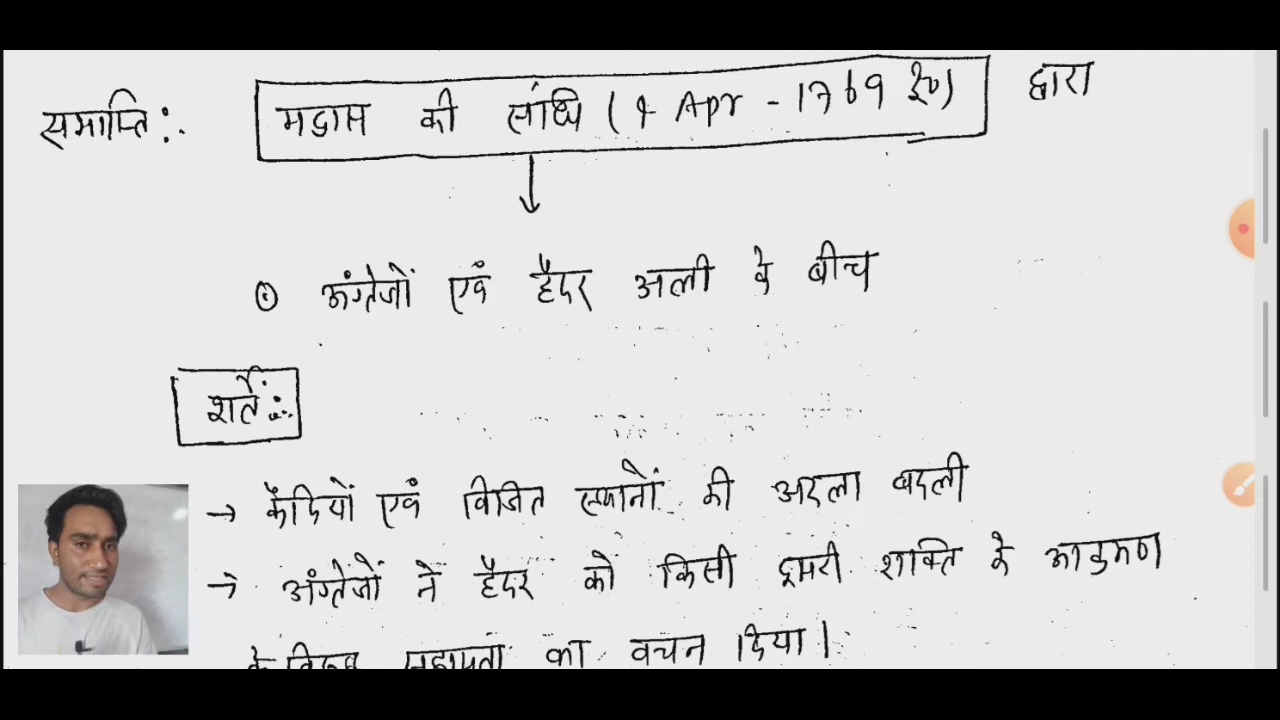 समाप्ति:. मद्रास की संधि (4 Apr - 1769 ई०) द्वारा
अंग्रेजों एवं हैदर अली के बीच
शर्तें:
→ कैदियों एवं विजित स्थानों की अदला बदली
→ अंग्रेजों ने हैदर को किसी दूसरी शक्ति के आक्रमण
के विरूद्ध सहायता का वचन दिया।